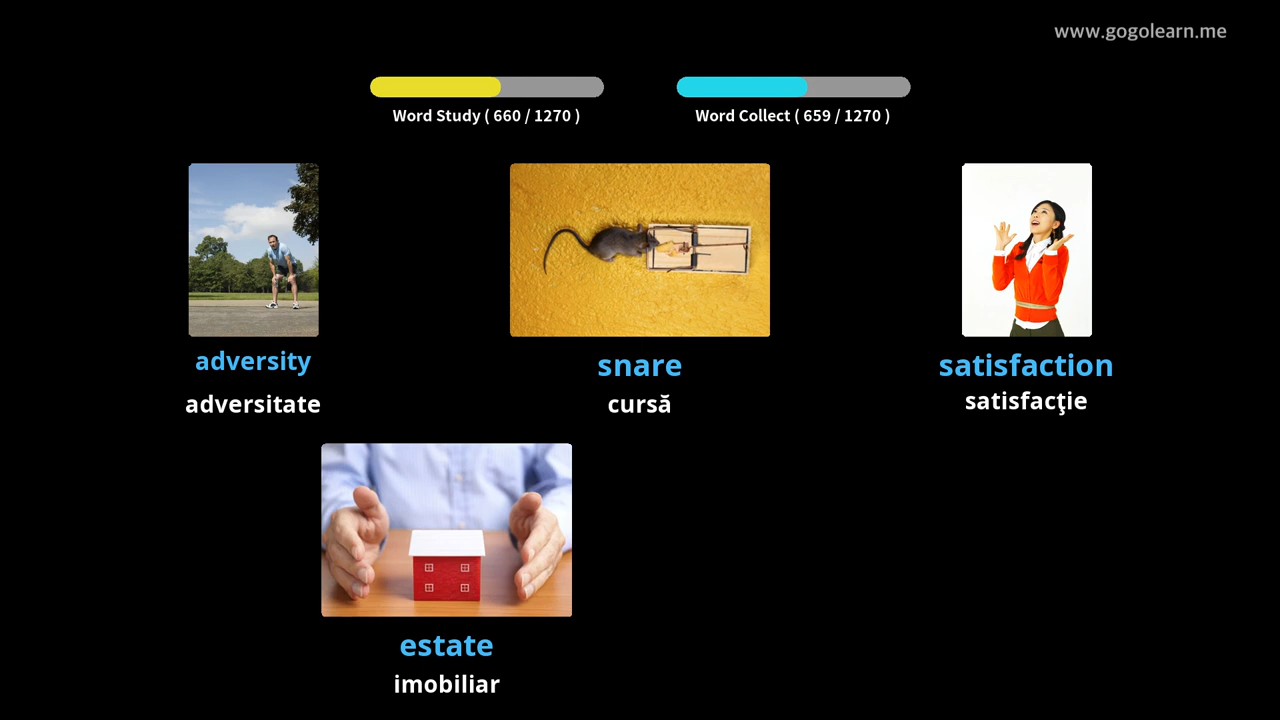 www.gogolearn.me
Word Study ( 660 / 1270 )
Word Collect ( 659 / 1270 )
adversity
adversitate
snare
cursă
satisfaction
satisfacţie
estate
imobiliar